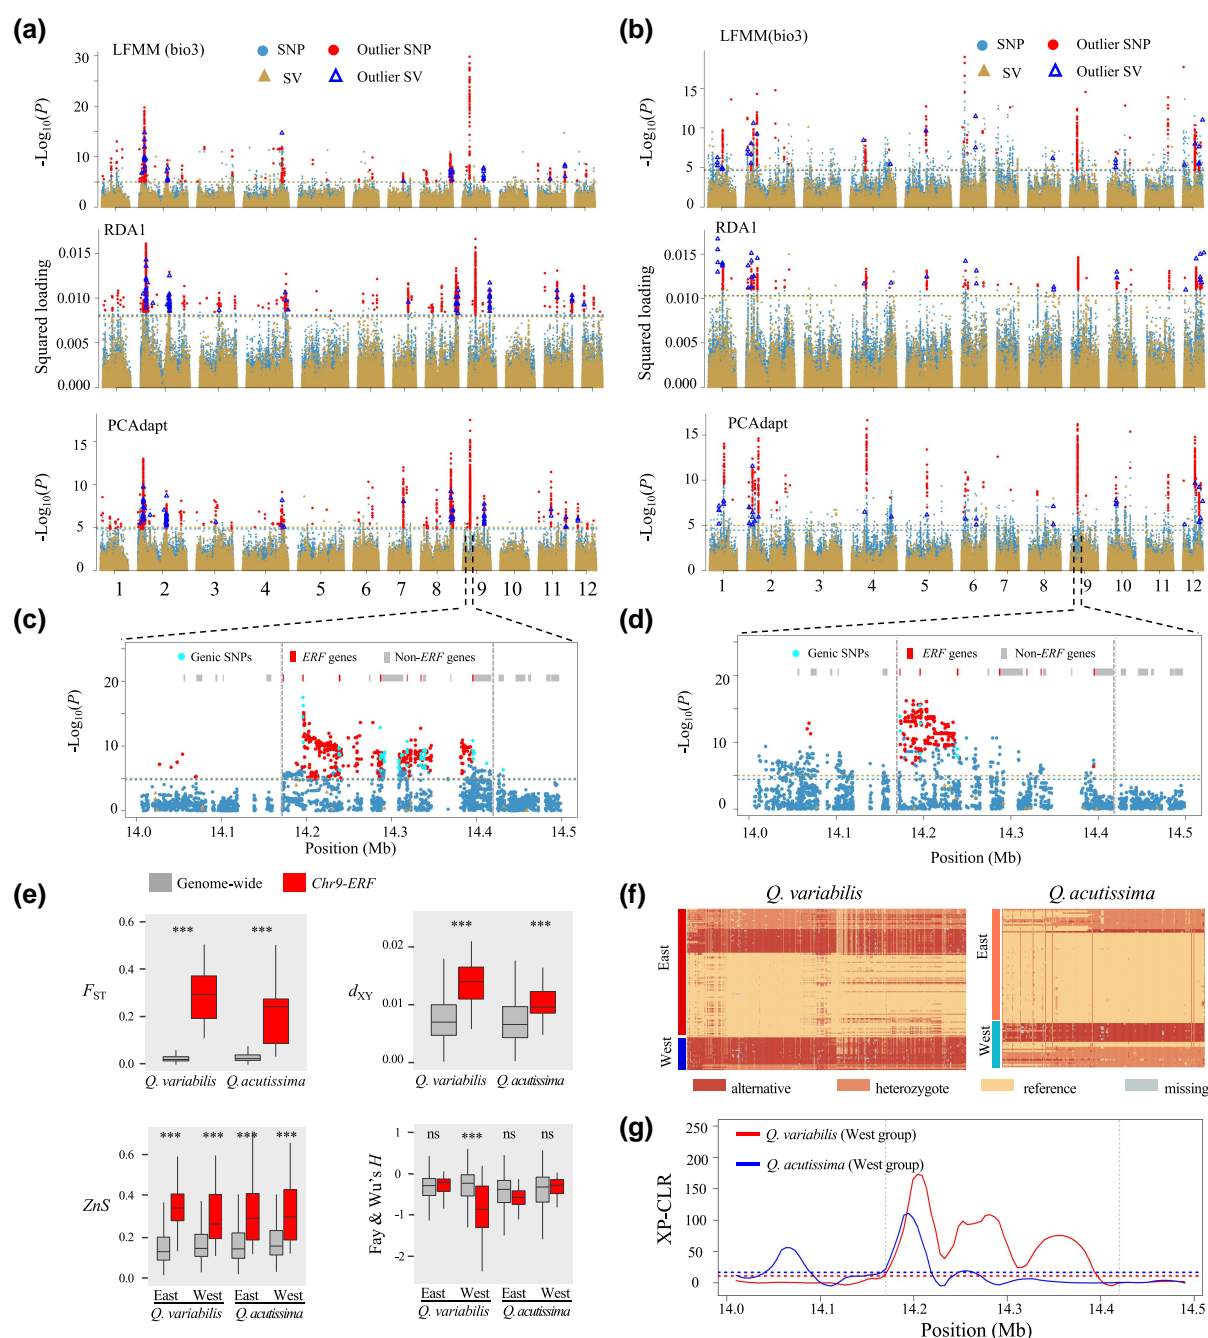 (a)
LFMM (bio3)
SNP
Outlier SNP
SV
Outlier SV
30
20
10
5
0
-Log10(P)
RDA1
0.015
0.010
0.005
0.000
Squared loading
PCAdapt
15
10
5
0
-Log10(P)
1 2 3 4 5 6 7 8 9 10 11 12
(b)
LFMM(bio3)
SNP
Outlier SNP
SV
Outlier SV
15
10
5
0
-Log10(P)
RDA1
0.015
0.010
0.005
0.000
Squared loading
PCAdapt
15
10
5
0
-Log10(P)
1 2 3 4 5 6 7 8 9 10 11 12
(c)
Genic SNPs
ERF genes
Non-ERF genes
20
10
0
-Log10(P)
14.0 14.1 14.2 14.3 14.4 14.5
Position (Mb)
(d)
Genic SNPs
ERF genes
Non-ERF genes
20
10
0
-Log10(P)
14.0 14.1 14.2 14.3 14.4 14.5
Position (Mb)
(e)
Genome-wide
Chr9-ERF
0.6
0.4
0.2
0.0
FST
*** ***
Q. variabilis Q.acutissima
0.02
0.01
0.00
dXY
*** ***
Q. variabilis Q.acutissima
0.6
0.4
0.2
0.0
ZnS
*** *** *** ***
East West East West
Q. variabilis Q.acutissima
1
0
-1
-2
Fay & Wu's H
ns *** ns ns
East West East West
Q. variabilis Q.acutissima
(f)
Q. variabilis
Q. acutissima
East
West
East
West
alternative
heterozygote
reference
missing
(g)
Q. variabilis (West group)
Q. acutissima (West group)
250
200
150
100
50
0
XP-CLR
14.0 14.1 14.2 14.3 14.4 14.5
Position (Mb)